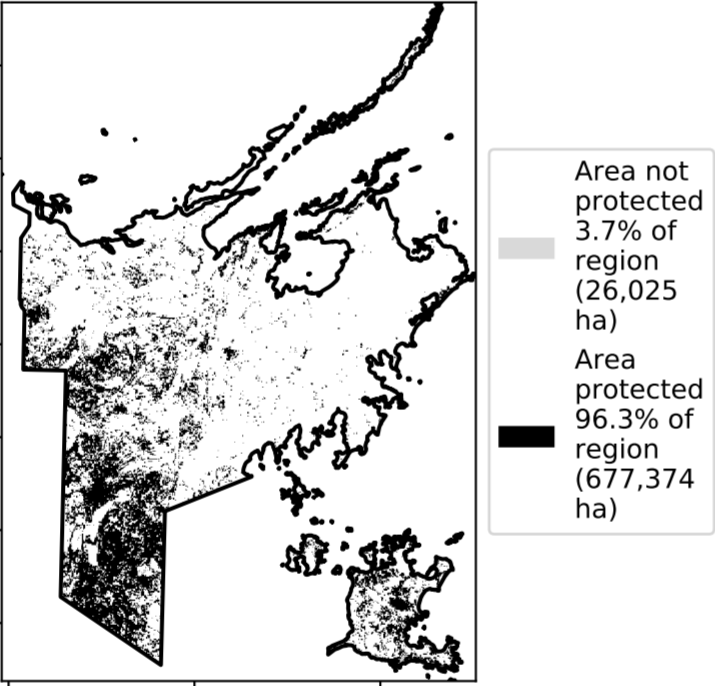 Area not
protected
3.7% of
region
(26,025
ha)
Area
protected
96.3% of
region
(677,374
ha)